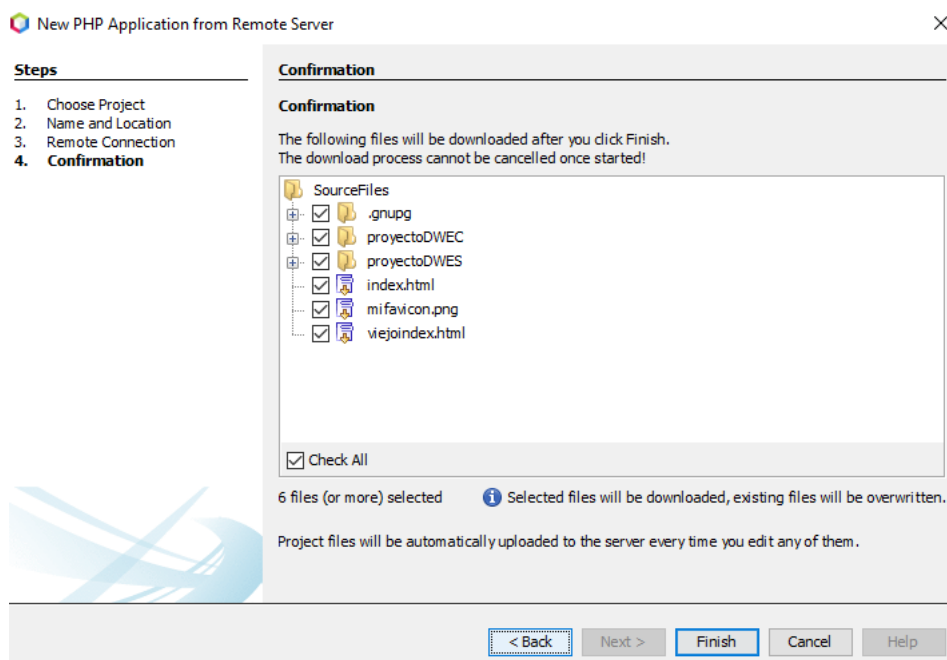 New PHP Application from Remote Server
Steps
1. Choose Project
2. Name and Location
3. Remote Connection
4. Confirmation
Confirmation
Confirmation
The following files will be downloaded after you click Finish.
The download process cannot be cancelled once started!
SourceFiles
.gnupg
proyectoDWEC
proyectoDWES
index.html
mifavicon.png
viejoindex.html
Check All
6 files (or more) selected
Selected files will be downloaded, existing files will be overwritten.
Project files will be automatically uploaded to the server every time you edit any of them.
< Back Next > Finish Cancel Help